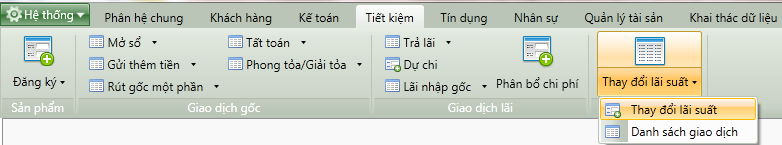 Hệ thống Phân hệ chung Khách hàng Kế toán Tiết kiệm Tín dụng Nhân sự Quản lý tài sản Khai thác dữ liệu
Mở sổ Tất toán Trả lãi
Gửi thêm tiền Phong tỏa/Giải tỏa Dự chi
Đăng ký Rút gốc một phần Lãi nhập gốc Phân bổ chi phí Thay đổi lãi suất
Sản phẩm Giao dịch gốc Giao dịch lãi
Thay đổi lãi suất
Danh sách giao dịch